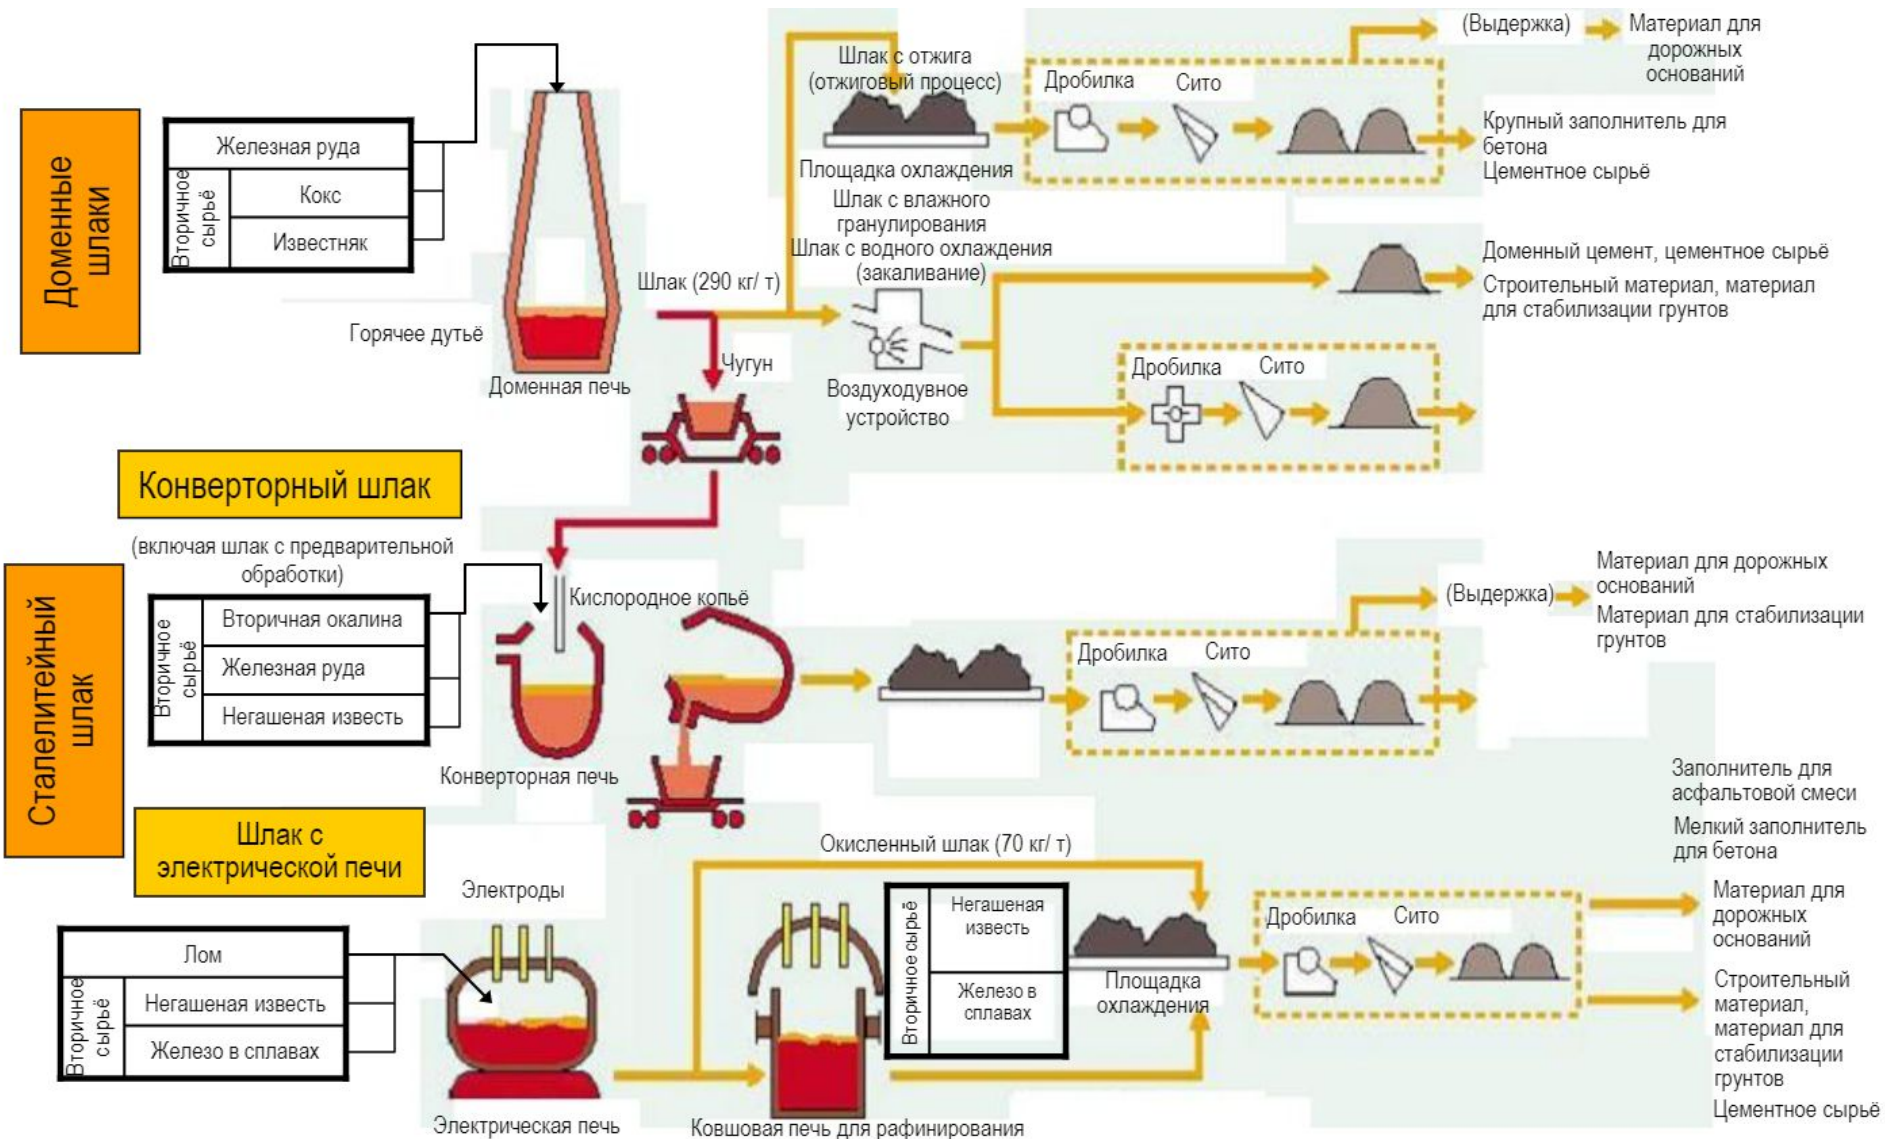 Доменные
шлаки
Железная руда
Вторичное
сырьё
Кокс
Известняк
Горячее дутьё
Доменная печь
Шлак (290 кг/ т)
Чугун
Шлак с отжига
(отжиговый процесс)
Площадка охлаждения
Шлак с влажного
гранулирования
Шлак с водного охлаждения
(закаливание)
Воздуходувное
устройство
Дробилка
Сито
(Выдержка)
Материал для
дорожных
оснований
Крупный заполнитель для
бетона
Цементное сырьё
Доменный цемент, цементное сырьё
Строительный материал, материал
для стабилизации грунтов
Дробилка
Сито
Сталелитейный
шлак
Конверторный шлак
(включая шлак с предварительной
обработки)
Вторичное
сырьё
Вторичная окалина
Железная руда
Негашеная известь
Кислородное копьё
Конверторная печь
Дробилка
Сито
(Выдержка)
Материал для дорожных
оснований
Материал для стабилизации
грунтов
Заполнитель для
асфальтовой смеси
Мелкий заполнитель
для бетона
Шлак с
электрической печи
Электроды
Лом
Вторичное
сырьё
Негашеная известь
Железо в сплавах
Электрическая печь
Окисленный шлак (70 кг/ т)
Ковшовая печь для рафинирования
Вторичное сырьё
Негашеная
известь
Железо в
сплавах
Площадка
охлаждения
Дробилка
Сито
Материал для
дорожных
оснований
Строительный
материал,
материал для
стабилизации
грунтов
Цементное сырьё